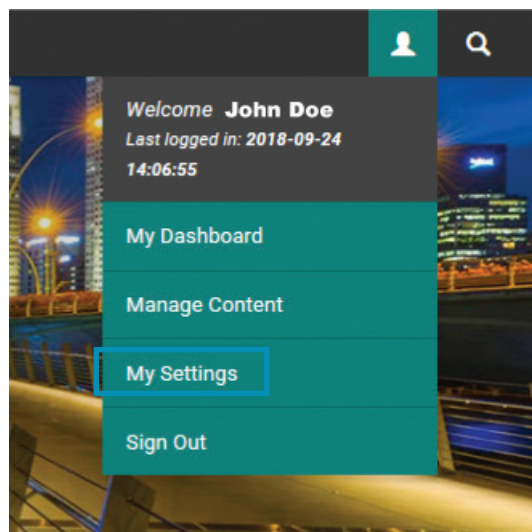 Welcome John Doe
Last logged in: 2018-09-24
14:06:55
My Dashboard
Manage Content
My Settings
Sign Out